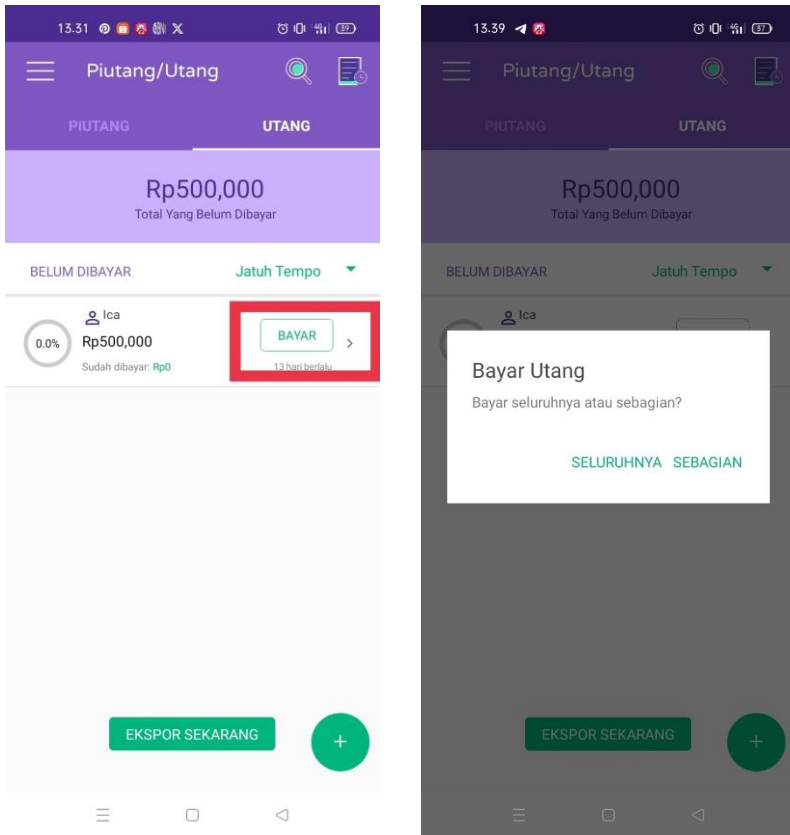 13.31
39
Piutang/Utang
PIUTANG
UTANG
Rp500,000
Total Yang Belum Dibayar
BELUM DIBAYAR
Jatuh Tempo
0.0%
Ica
Rp500,000
Sudah dibayar: Rp0
BAYAR
13 hari berlalu
EKSPOR SEKARANG
+
13.39
37
Piutang/Utang
PIUTANG
UTANG
Rp500,000
Total Yang Belum Dibayar
BELUM DIBAYAR
Jatuh Tempo
Ica
Bayar Utang
Bayar seluruhnya atau sebagian?
SELURUHNYA SEBAGIAN
EKSPOR SEKARANG
+